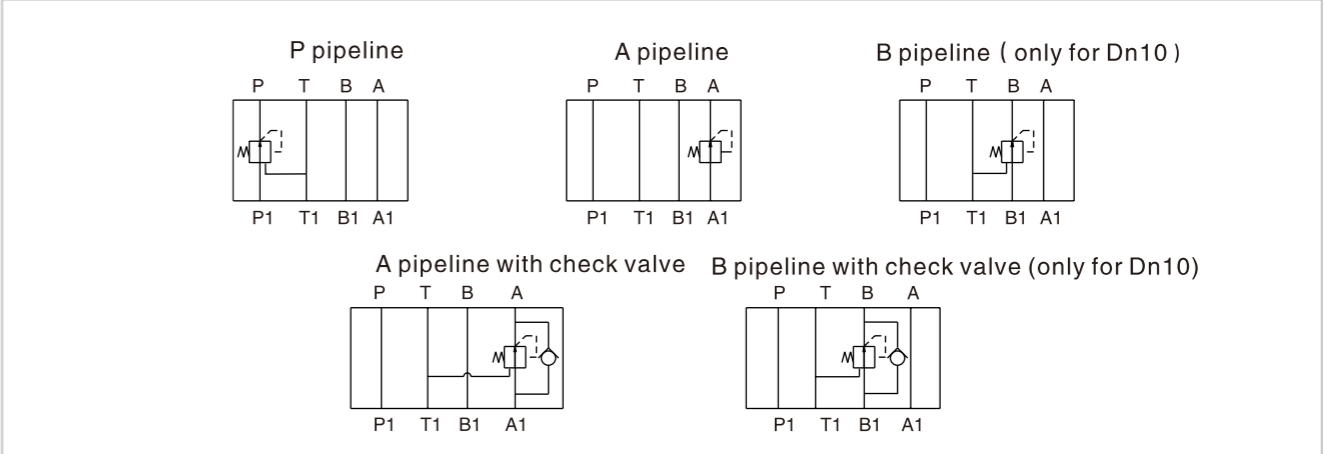 P pipeline
A pipeline
B pipeline ( only for Dn10 )
P T B A
P T B A
P T B A
P1 T1 B1 A1
P1 T1 B1 A1
P1 T1 B1 A1
A pipeline with check valve
B pipeline with check valve (only for Dn10)
P T B A
P T B A
P1 T1 B1 A1
P1 T1 B1 A1